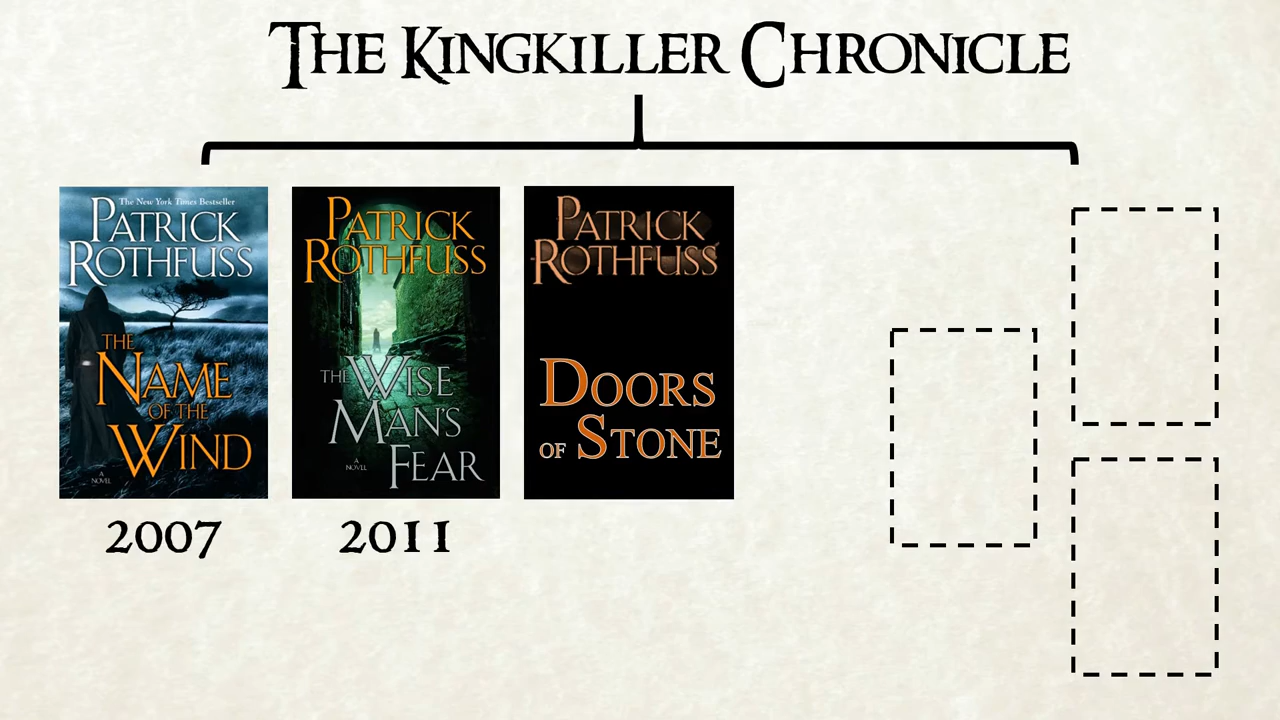 The Kingkiller Chronicle
The New York Times Bestseller
Patrick
Rothfuss
The
Name
of the
Wind
A
Novel
2007
Patrick
Rothfuss
The Wise
Man's
Fear
A
Novel
2011
Patrick
Rothfuss
Doors
of Stone